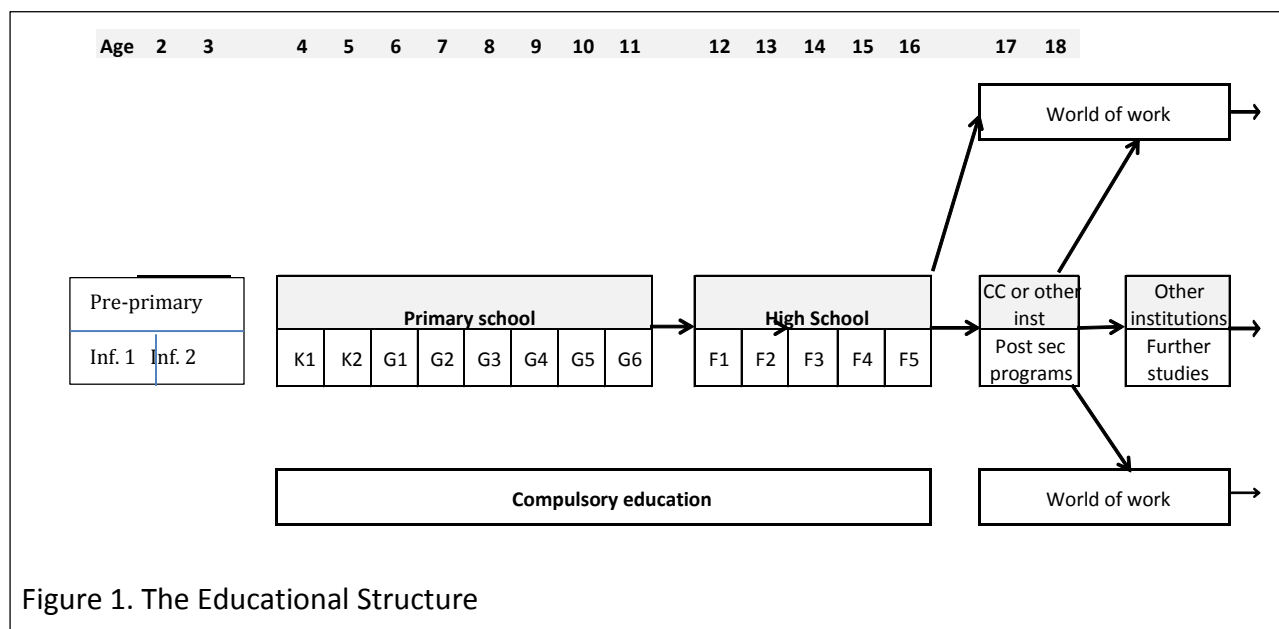 Age 2 3 4 5 6 7 8 9 10 11 12 13 14 15 16 17 18
World of work
Pre-primary
Inf. 1 Inf. 2
Primary school
K1 K2 G1 G2 G3 G4 G5 G6
High School
F1 F2 F3 F4 F5
CC or other
inst
Post sec
programs
Other
institutions
Further
studies
Compulsory education
World of work
Figure 1. The Educational Structure